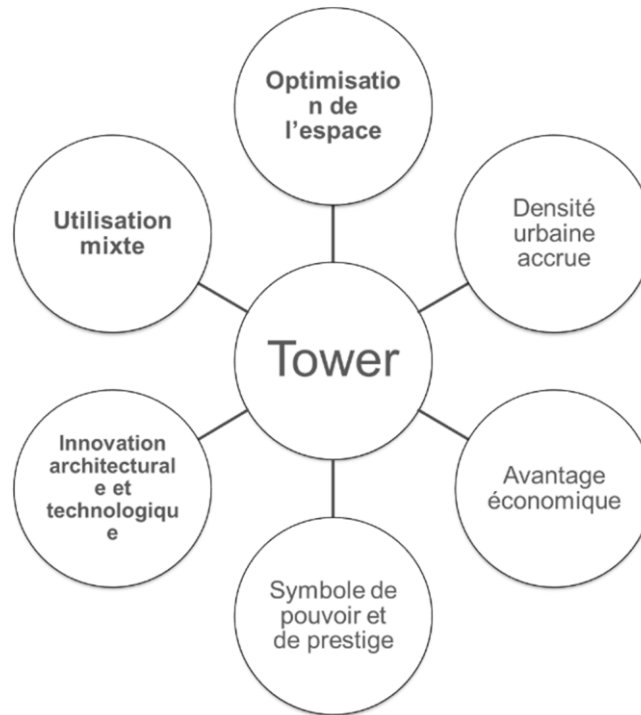 Optimisatio
n de
l’espace
Densité
urbaine
accrue
Avantage
économique
Symbole de
pouvoir et
de prestige
Innovation
architectural
e et
technologiqu
e
Utilisation
mixte
Tower